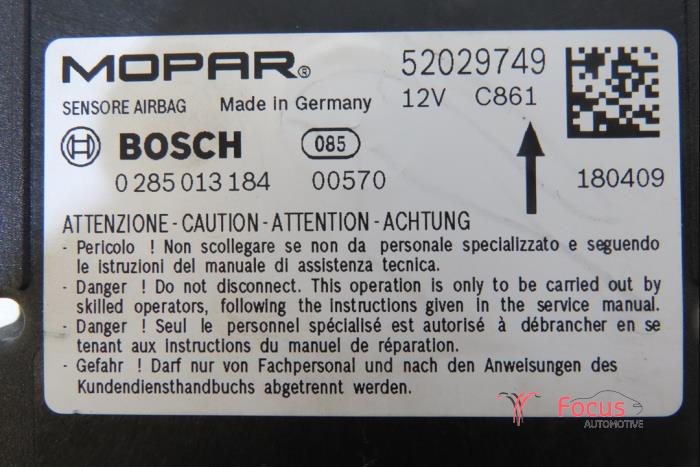 MOPAR® 52029749
SENSORE AIRBAG Made in Germany 12V C861
BOSCH 085
0 285 013 184 00570 180409
ATTENZIONE - CAUTION - ATTENTION - ACHTUNG
- Pericolo ! Non scollegare se non da personale specializzato e seguendo
le istruzioni del manuale di assistenza tecnica.
- Danger ! Do not disconnect. This operation is only to be carried out by
skilled operators, following the instructions given in the service manual.
- Danger ! Seul le personnel spécialisé est autorisé à débrancher en se
tenant aux instructions du manuel de réparation.
- Gefahr ! Darf nur von Fachpersonal und nach den Anweisungen des
Kundendiensthandbuchs abgetrennt werden.
Focus
AUTOMOTIVE